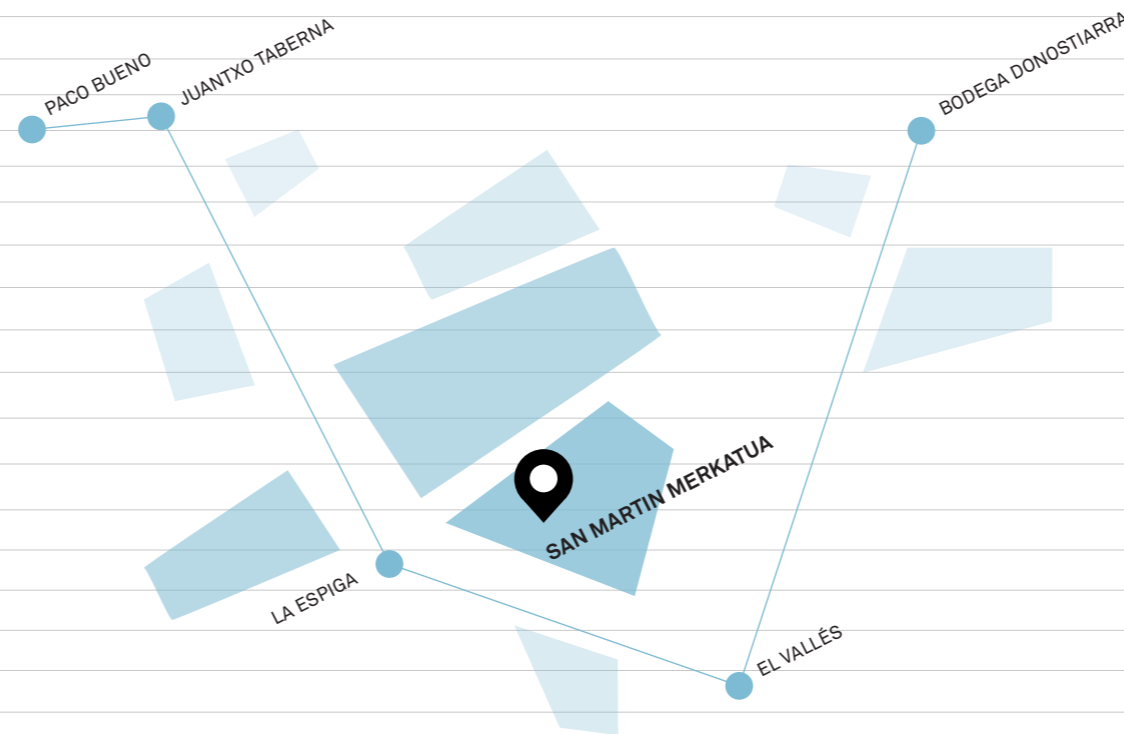 PACO BUENO
JUANTXO TABERNA
BODEGA DONOSTIARRA
SAN MARTIN MERKATUA
LA ESPIGA
EL VALLÉS